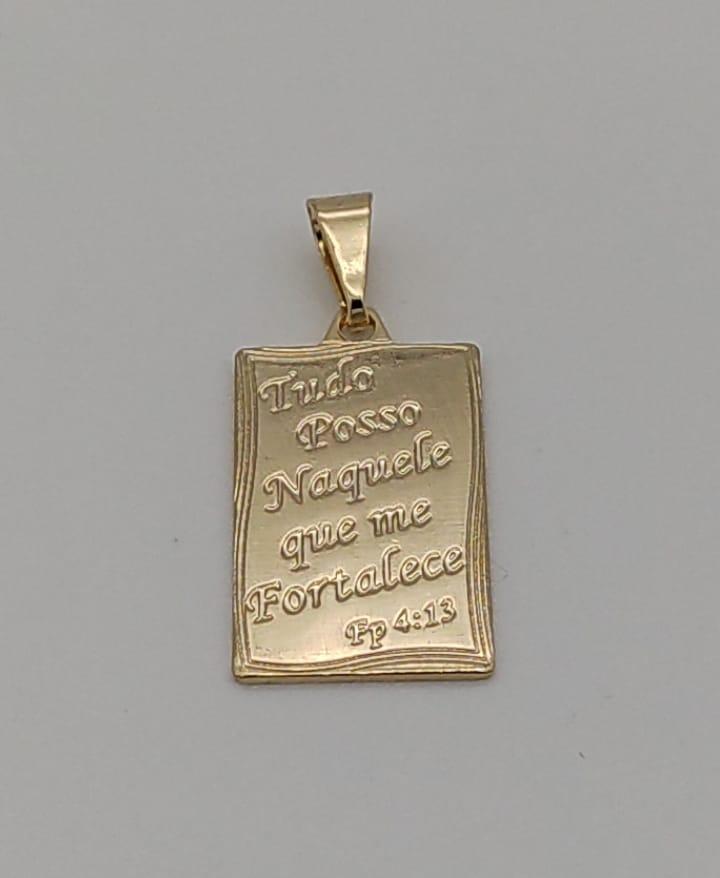 Tudo
Posso
Naquele
que me
Fortalece
Fp 4:13